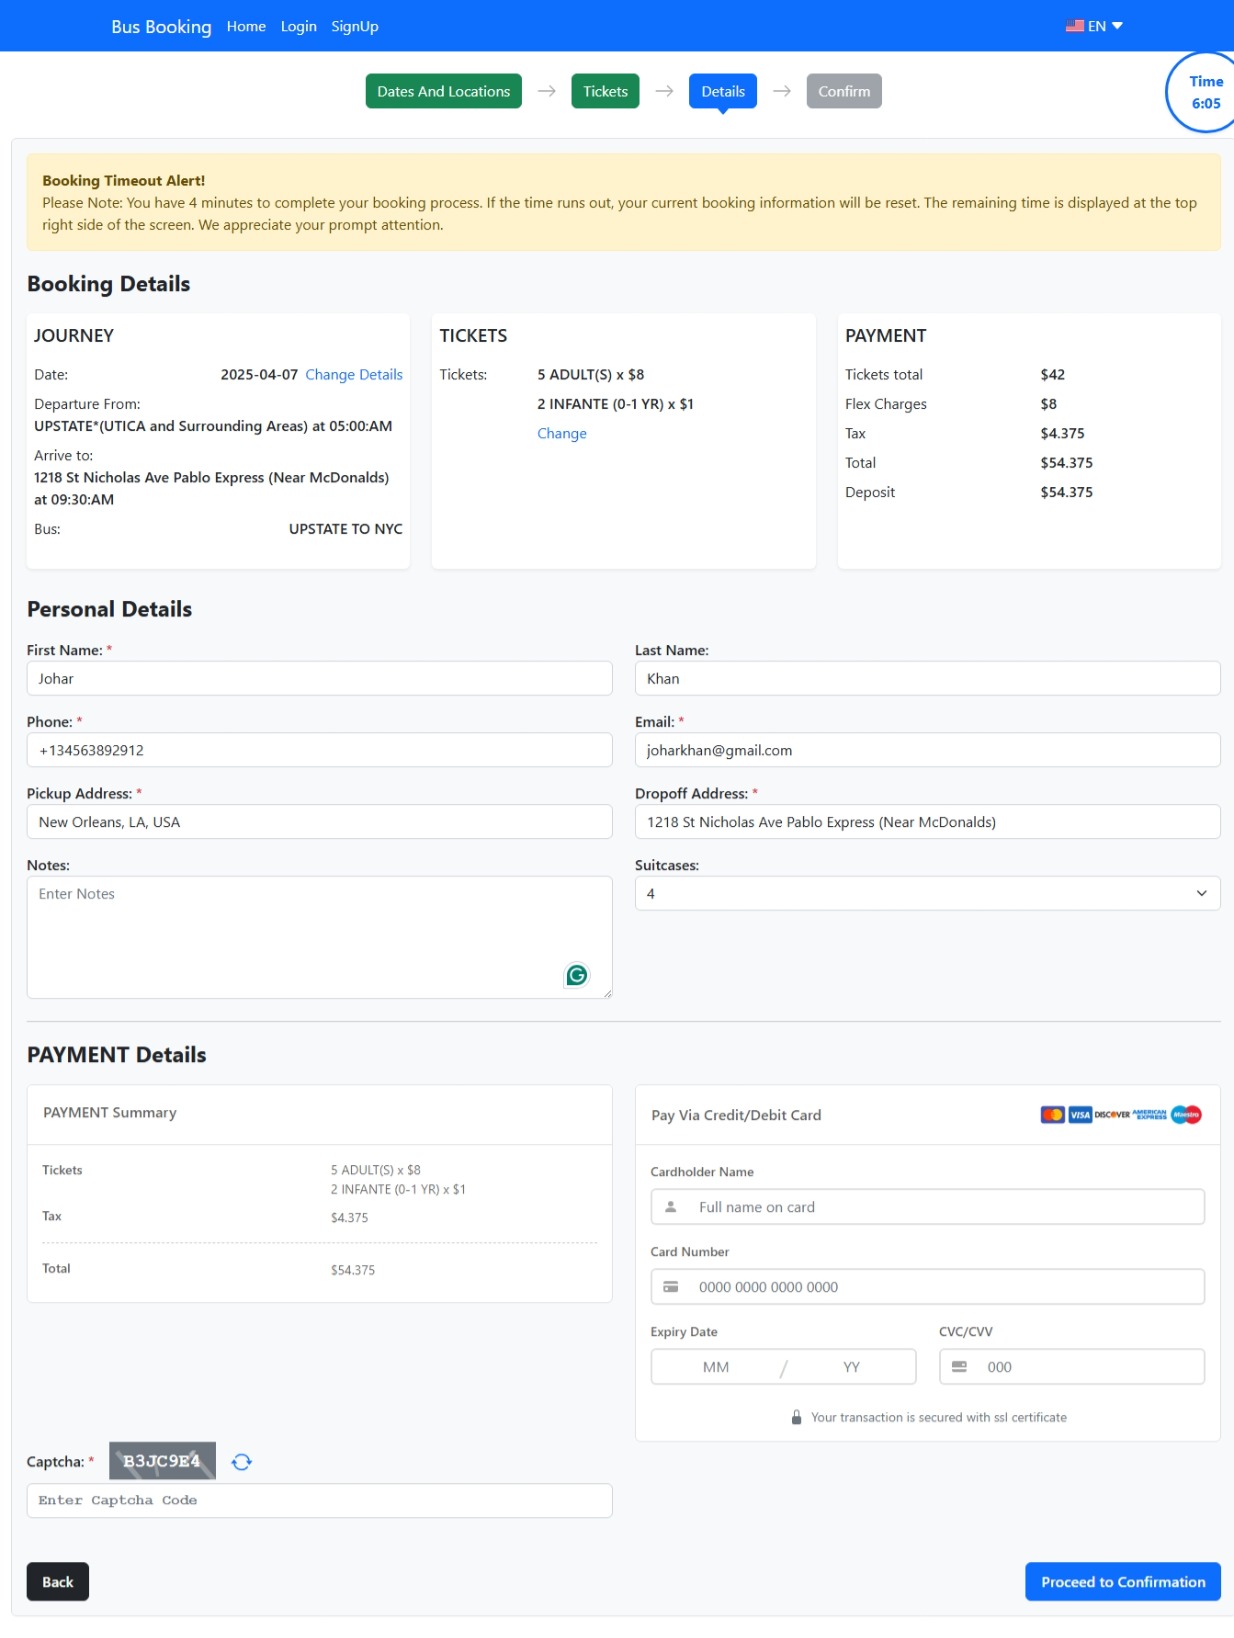 Bus Booking Home Login SignUp EN
Dates And Locations Tickets Details Confirm
Time
6:05
Booking Timeout Alert!
Please Note: You have 4 minutes to complete your booking process. If the time runs out, your current booking information will be reset. The remaining time is displayed at the top
right side of the screen. We appreciate your prompt attention.
Booking Details
JOURNEY
Date: 2025-04-07 Change Details
Departure From:
UPSTATE*(UTICA and Surrounding Areas) at 05:00:AM
Arrive to:
1218 St Nicholas Ave Pablo Express (Near McDonalds)
at 09:30:AM
Bus: UPSTATE TO NYC
TICKETS
Tickets: 5 ADULT(S) x $8
2 INFANTE (0-1 YR) x $1
Change
PAYMENT
Tickets total $42
Flex Charges $8
Tax $4.375
Total $54.375
Deposit $54.375
Personal Details
First Name: *
Johar
Last Name:
Khan
Phone: *
+134563892912
Email: *
joharkhan@gmail.com
Pickup Address: *
New Orleans, LA, USA
Dropoff Address: *
1218 St Nicholas Ave Pablo Express (Near McDonalds)
Notes:
Enter Notes
G
Suitcases:
4
PAYMENT Details
PAYMENT Summary
Tickets 5 ADULT(S) x $8
2 INFANTE (0-1 YR) x $1
Tax $4.375
Total $54.375
Pay Via Credit/Debit Card VISA DISCOVER AMERICAN EXPRESS Maestro
Cardholder Name
Full name on card
Card Number
0000 0000 0000 0000
Expiry Date CVC/CVV
MM / YY 000
Your transaction is secured with ssl certificate
Captcha: * B3JC9E4
Enter Captcha Code
Back Proceed to Confirmation